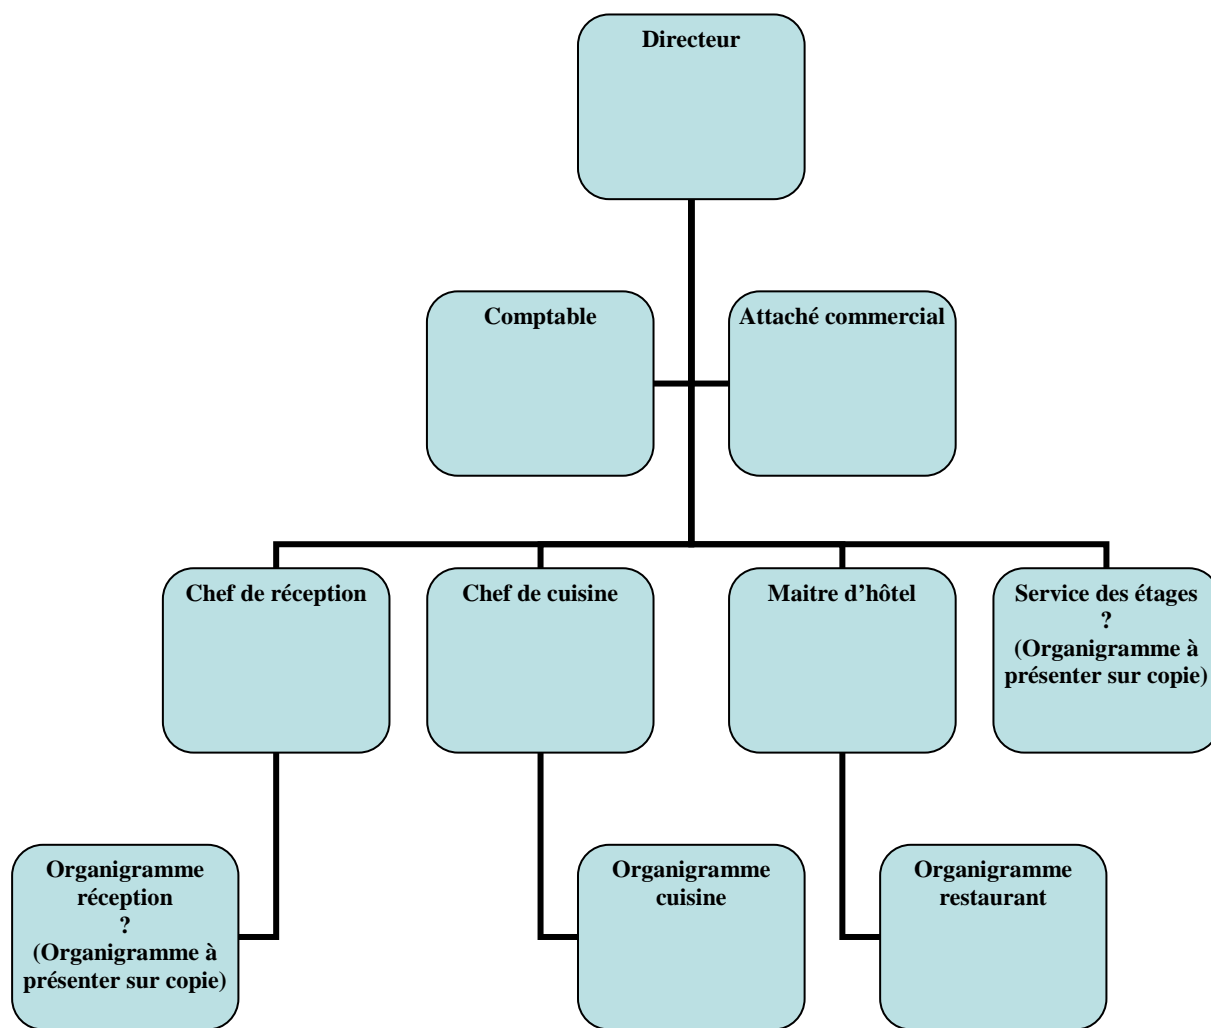 Directeur
Comptable
Attaché commercial
Chef de réception
Chef de cuisine
Maitre d’hôtel
Service des étages
?
(Organigramme à
présenter sur copie)
Organigramme
réception
?
(Organigramme à
présenter sur copie)
Organigramme
cuisine
Organigramme
restaurant